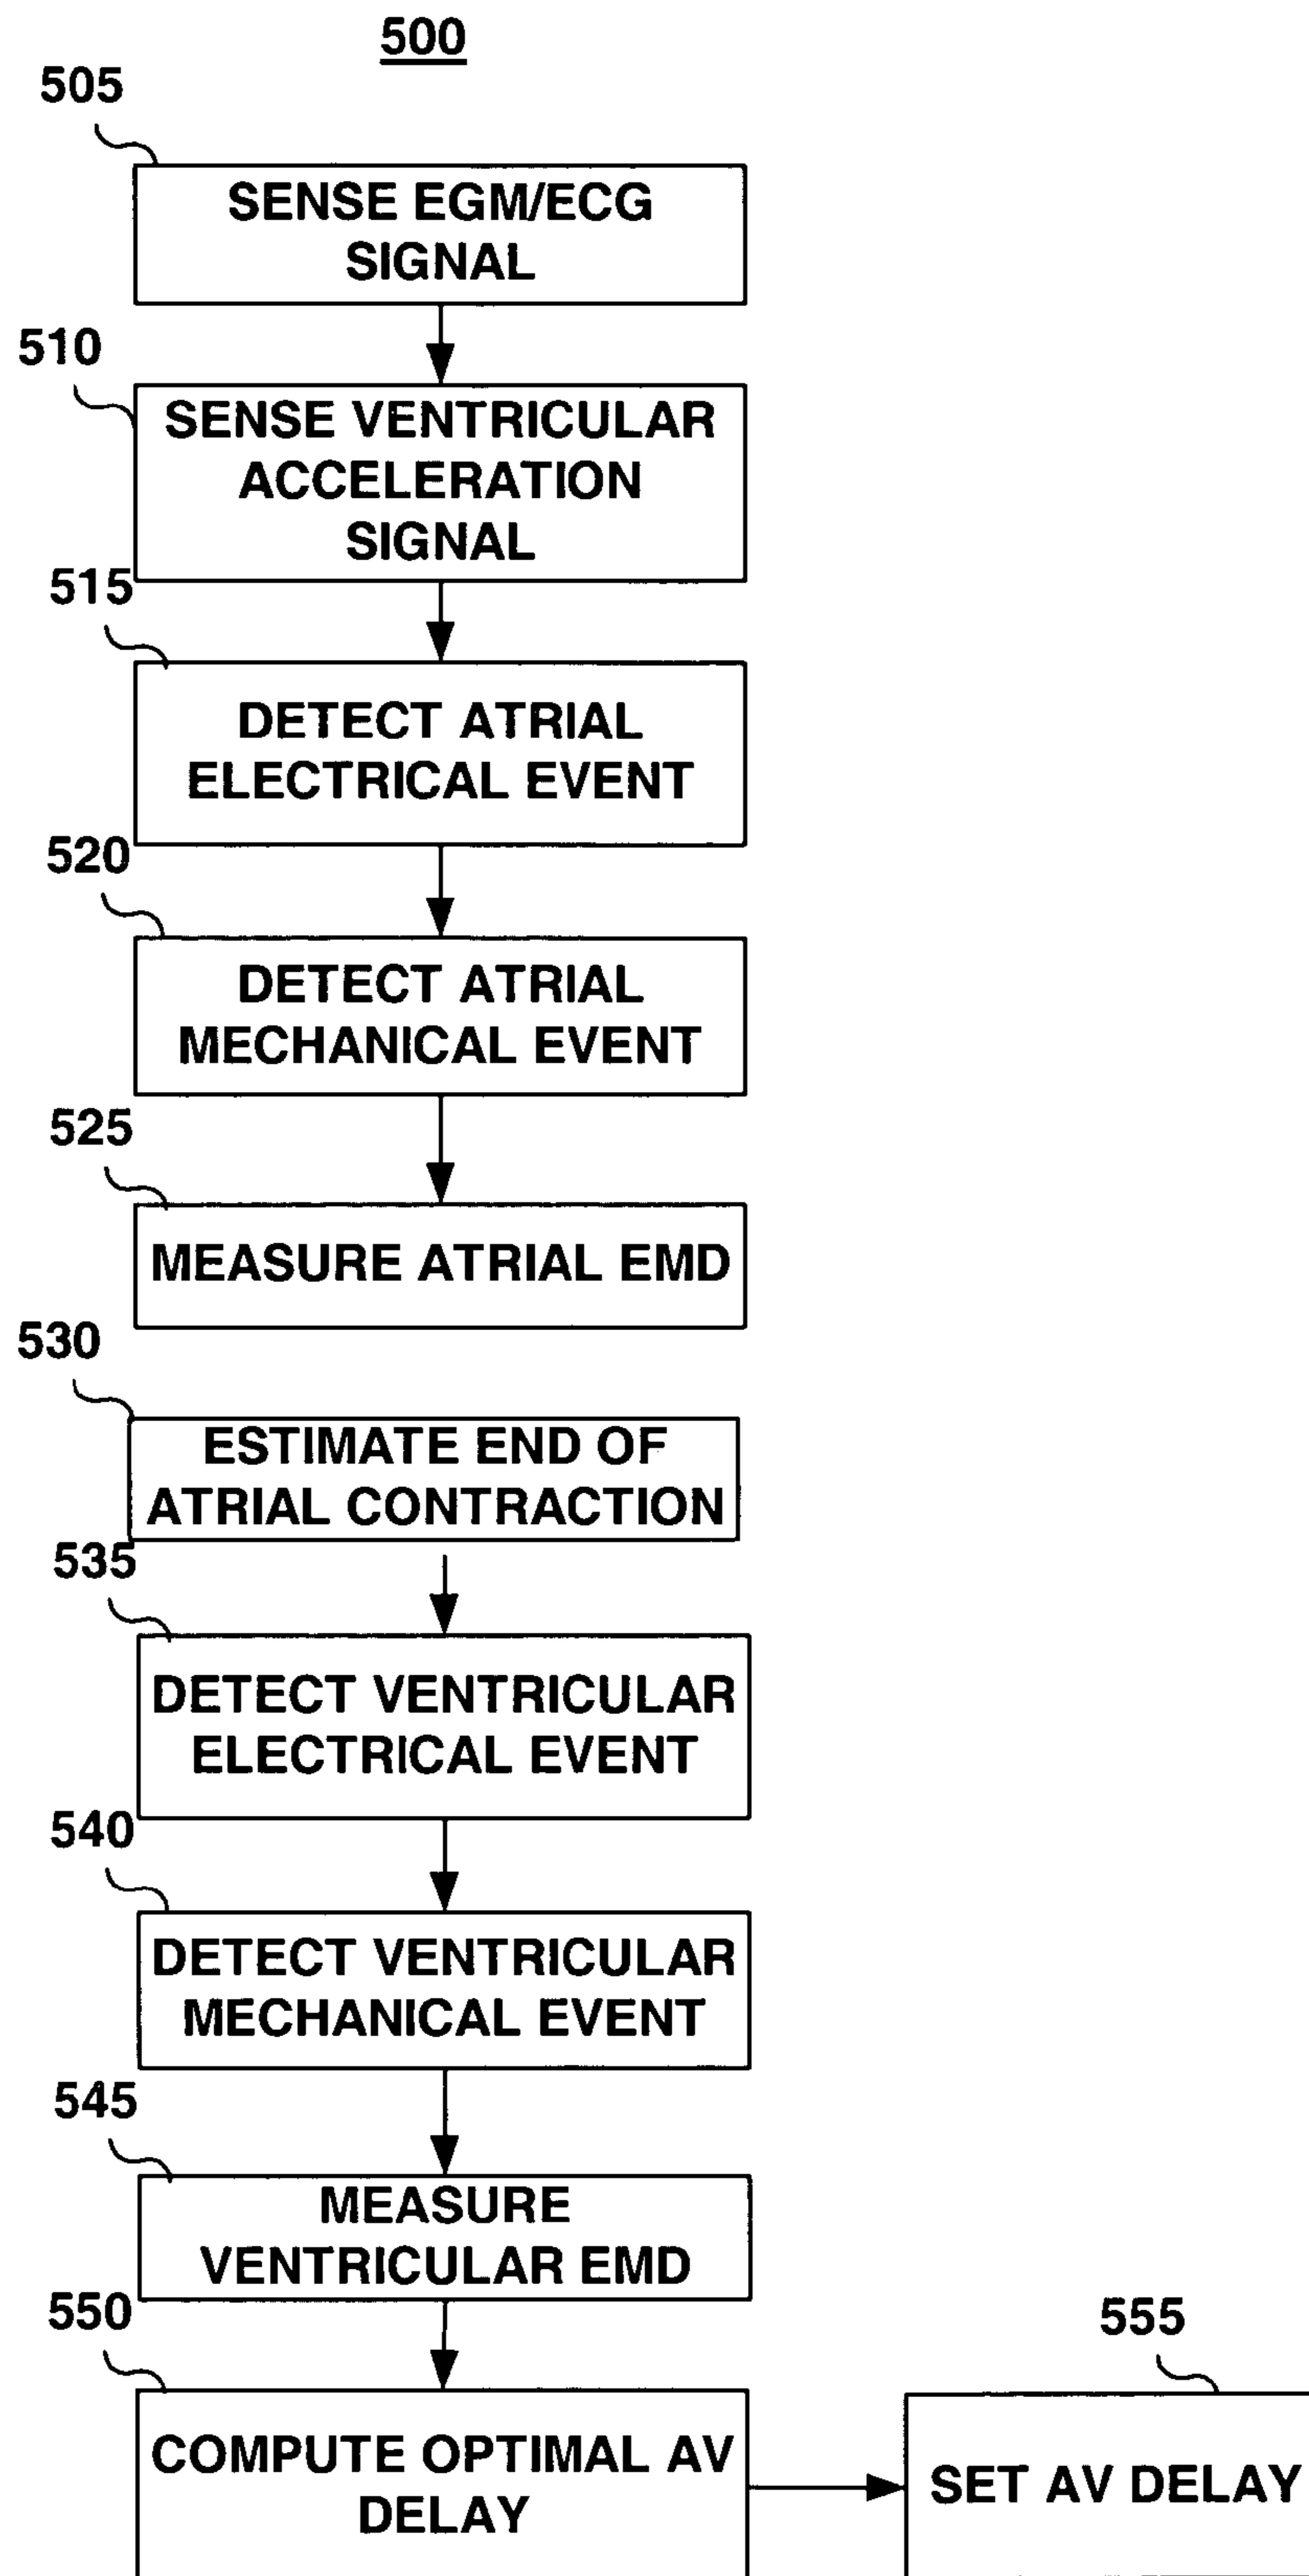 500
505
SENSE EGM/ECG
SIGNAL
510
SENSE VENTRICULAR
ACCELERATION
SIGNAL
515
DETECT ATRIAL
ELECTRICAL EVENT
520
DETECT ATRIAL
MECHANICAL EVENT
525
MEASURE ATRIAL EMD
530
ESTIMATE END OF
ATRIAL CONTRACTION
535
DETECT VENTRICULAR
ELECTRICAL EVENT
540
DETECT VENTRICULAR
MECHANICAL EVENT
545
MEASURE
VENTRICULAR EMD
550
COMPUTE OPTIMAL AV
DELAY
555
SET AV DELAY